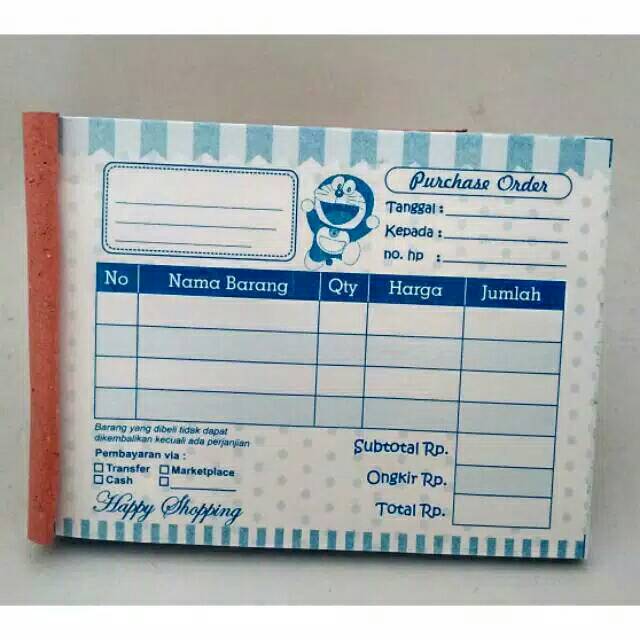 Purchase Order
Tanggal :
Kepada :
no. hp :
No Nama Barang Qty Harga Jumlah
Barang yang dibeli tidak dapat
dikembalikan kecuali ada perjanjian
Pembayaran via :
Transfer Marketplace
Cash
Happy Shopping
Subtotal Rp.
Ongkir Rp.
Total Rp.